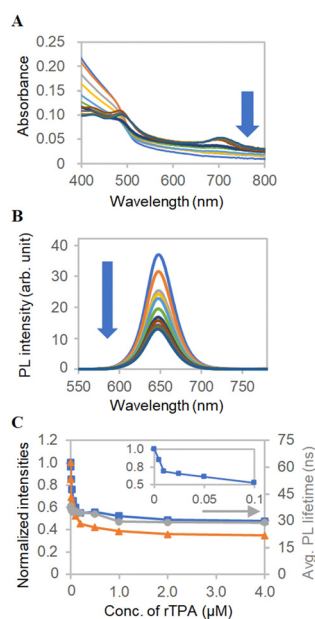 A
Absorbance
0.25
0.20
0.15
0.10
0.05
0
400 500 600 700 800
Wavelength (nm)
B
PL intensity (arb. unit)
40
30
20
10
0
550 600 650 700 750
Wavelength (nm)
C
Normalized intensities
1.2
1.0
0.8
0.6
0.4
0.2
0
75
60
45
30
15
0
Avg. PL lifetime (ns)
1.0
0.8
0.5
0 0.05 0.1
0 1.0 2.0 3.0 4.0
Conc. of rTPA (μM)